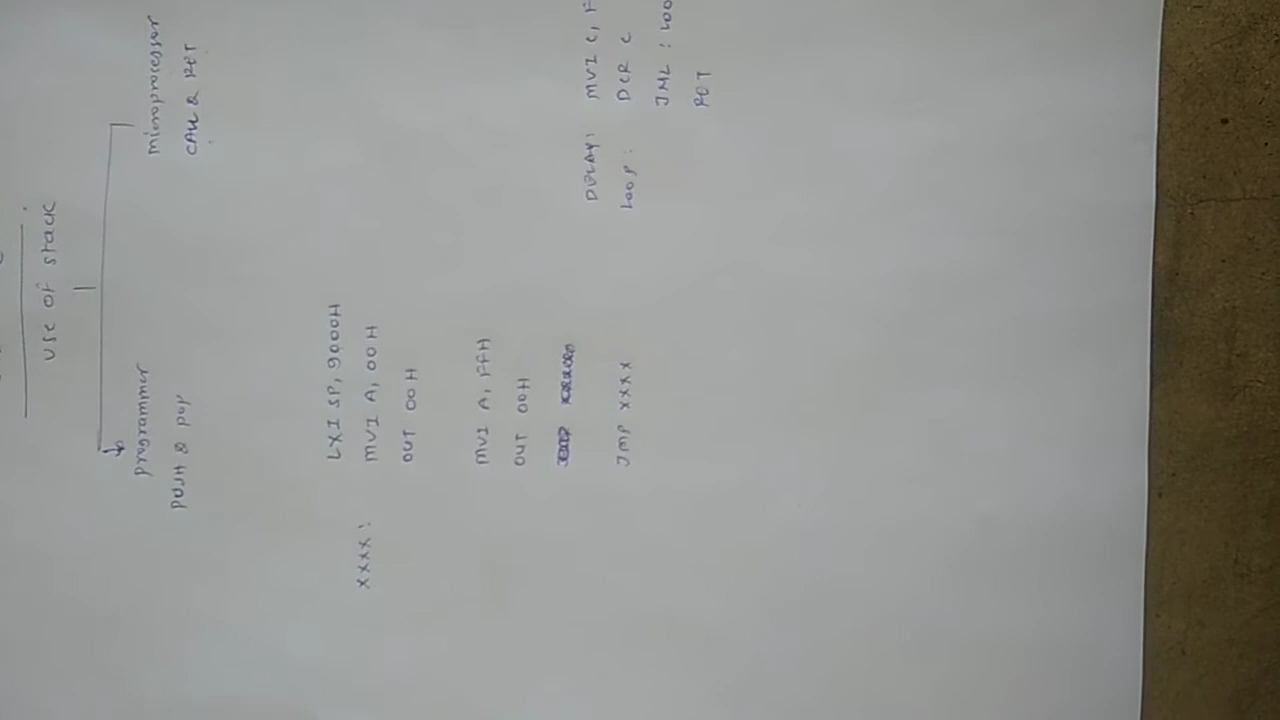 use of stack
programmer microprocessor
PUSH & POP CALL & RET
LXI SP, 9000H
XXXX: MVI A, 00H
OUT 00H
MVI A, FFH
OUT 00H
JMP XXXX
DELAY: MVI C, F
Loop: DCR C
JNZ : Loo
RET